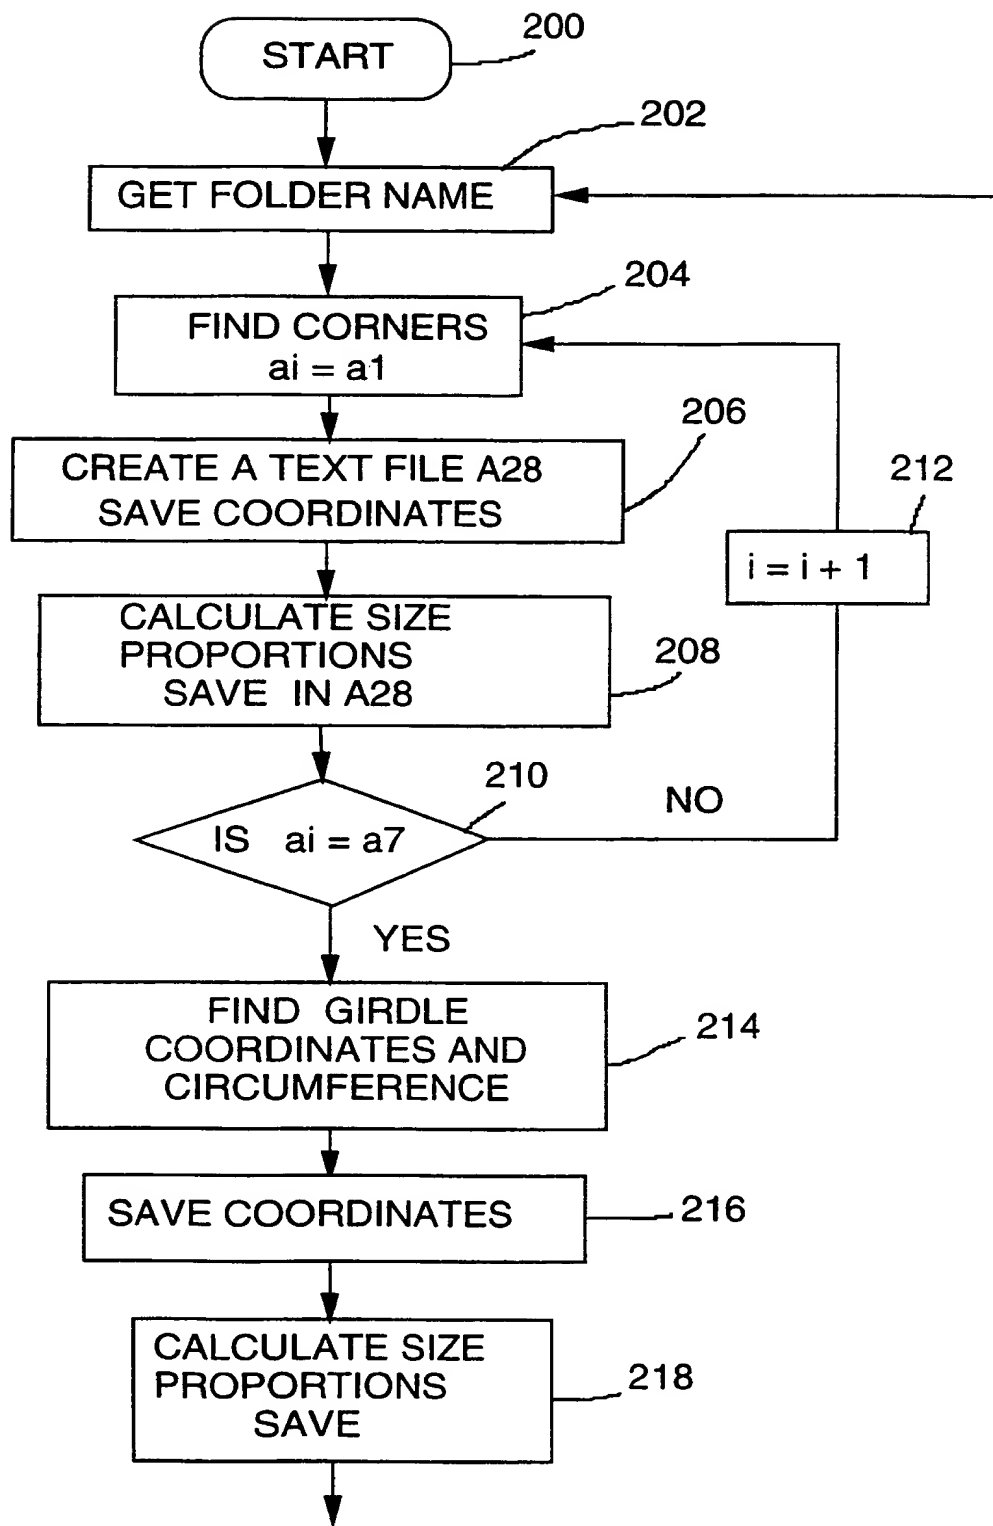 START
200
202
GET FOLDER NAME
204
FIND CORNERS
ai = a1
206
CREATE A TEXT FILE A28
SAVE COORDINATES
212
i = i + 1
CALCULATE SIZE
PROPORTIONS
SAVE IN A28
208
210
NO
IS ai = a7
YES
FIND GIRDLE
COORDINATES AND
CIRCUMFERENCE
214
SAVE COORDINATES
216
CALCULATE SIZE
PROPORTIONS
SAVE
218